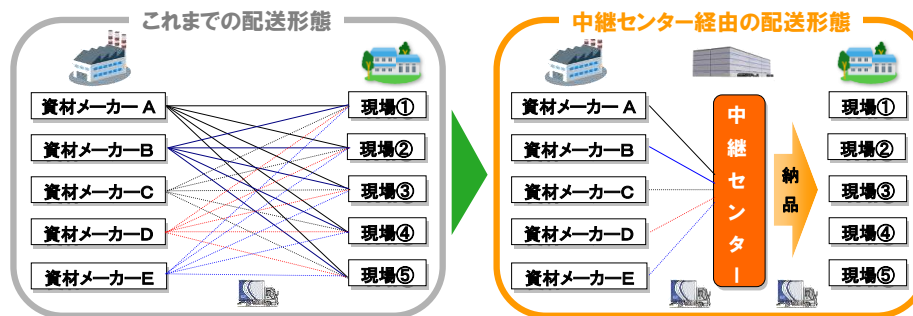 これまでの配送形態
資材メーカーA
資材メーカーB
資材メーカーC
資材メーカーD
資材メーカーE
現場①
現場②
現場③
現場④
現場⑤
中継センター経由の配送形態
資材メーカーA
資材メーカーB
資材メーカーC
資材メーカーD
資材メーカーE
中継センター
納品
現場①
現場②
現場③
現場④
現場⑤